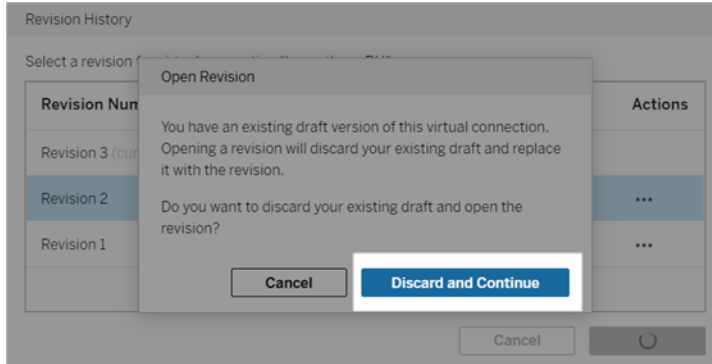 Revision History
Select a revision
Open Revision
Revision Num
Actions
You have an existing draft version of this virtual connection.
Opening a revision will discard your existing draft and replace
it with the revision.
Revision 3 (cur
Revision 2
•••
Do you want to discard your existing draft and open the
revision?
Revision 1
•••
Cancel
Discard and Continue
Cancel